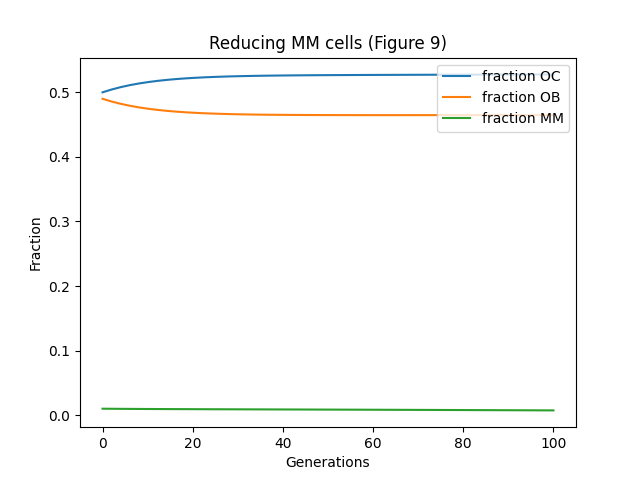 Reducing MM cells (Figure 9)
fraction OC
fraction OB
fraction MM
Fraction
0.5
0.4
0.3
0.2
0.1
0.0
0 20 40 60 80 100
Generations